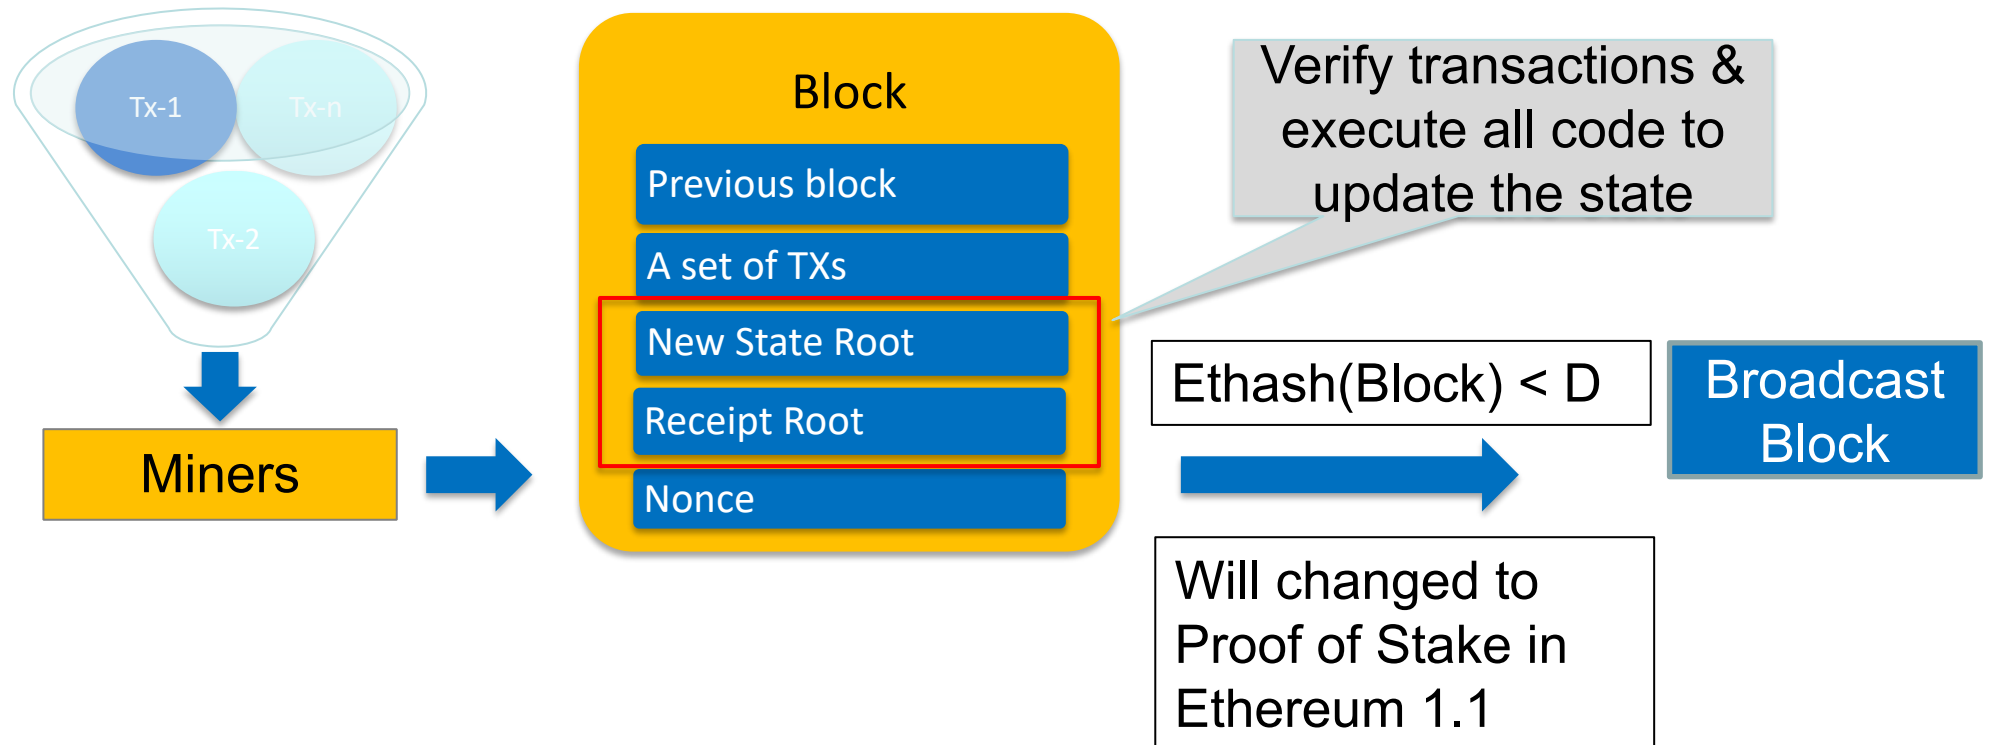 Tx-1
Tx-n
Tx-2
Miners
Block
Previous block
A set of TXs
New State Root
Receipt Root
Nonce
Verify transactions &
execute all code to
update the state
Ethash(Block) < D
Will changed to
Proof of Stake in
Ethereum 1.1
Broadcast
Block